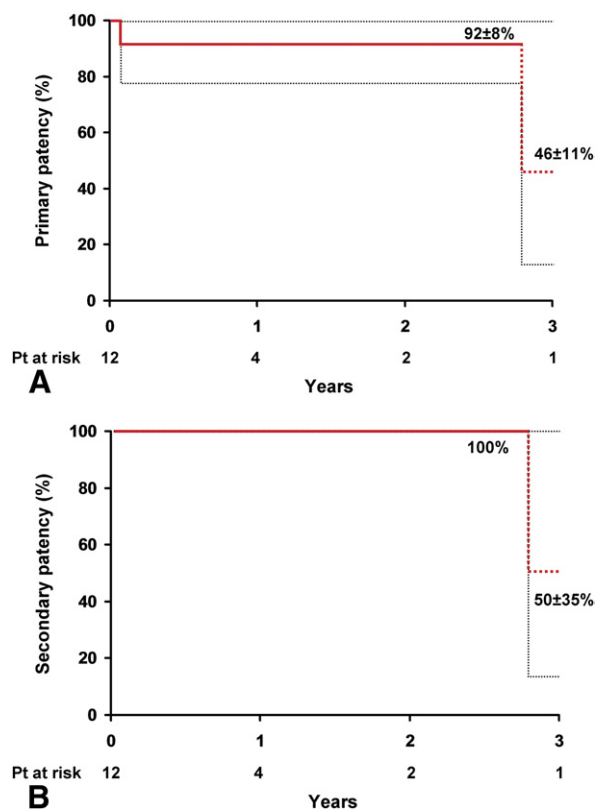 100
92±8%
80
60
46±11%
40
20
0
Primary patency (%)
0 1 2 3
Pt at risk 12 4 2 1
A
Years
100
100%
80
60
50±35%
40
20
0
Secondary patency (%)
0 1 2 3
Pt at risk 12 4 2 1
B
Years